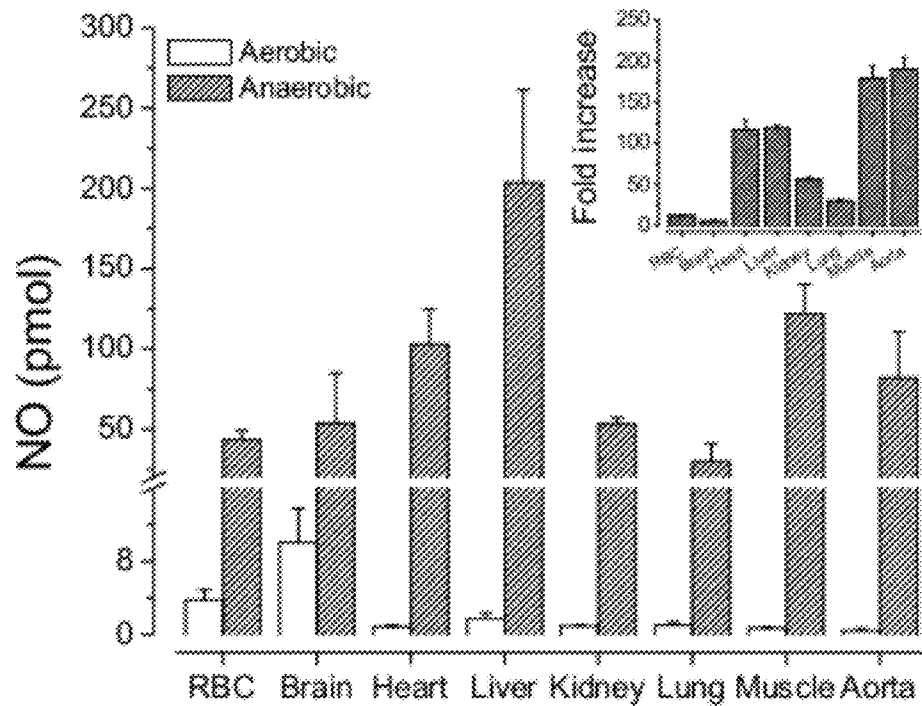 300
250
200
150
100
50
8
0
NO (pmol)
Aerobic
Anaerobic
250
200
150
100
50
0
Fold increase
RBC Brain Heart Liver Kidney Lung Muscle Aorta